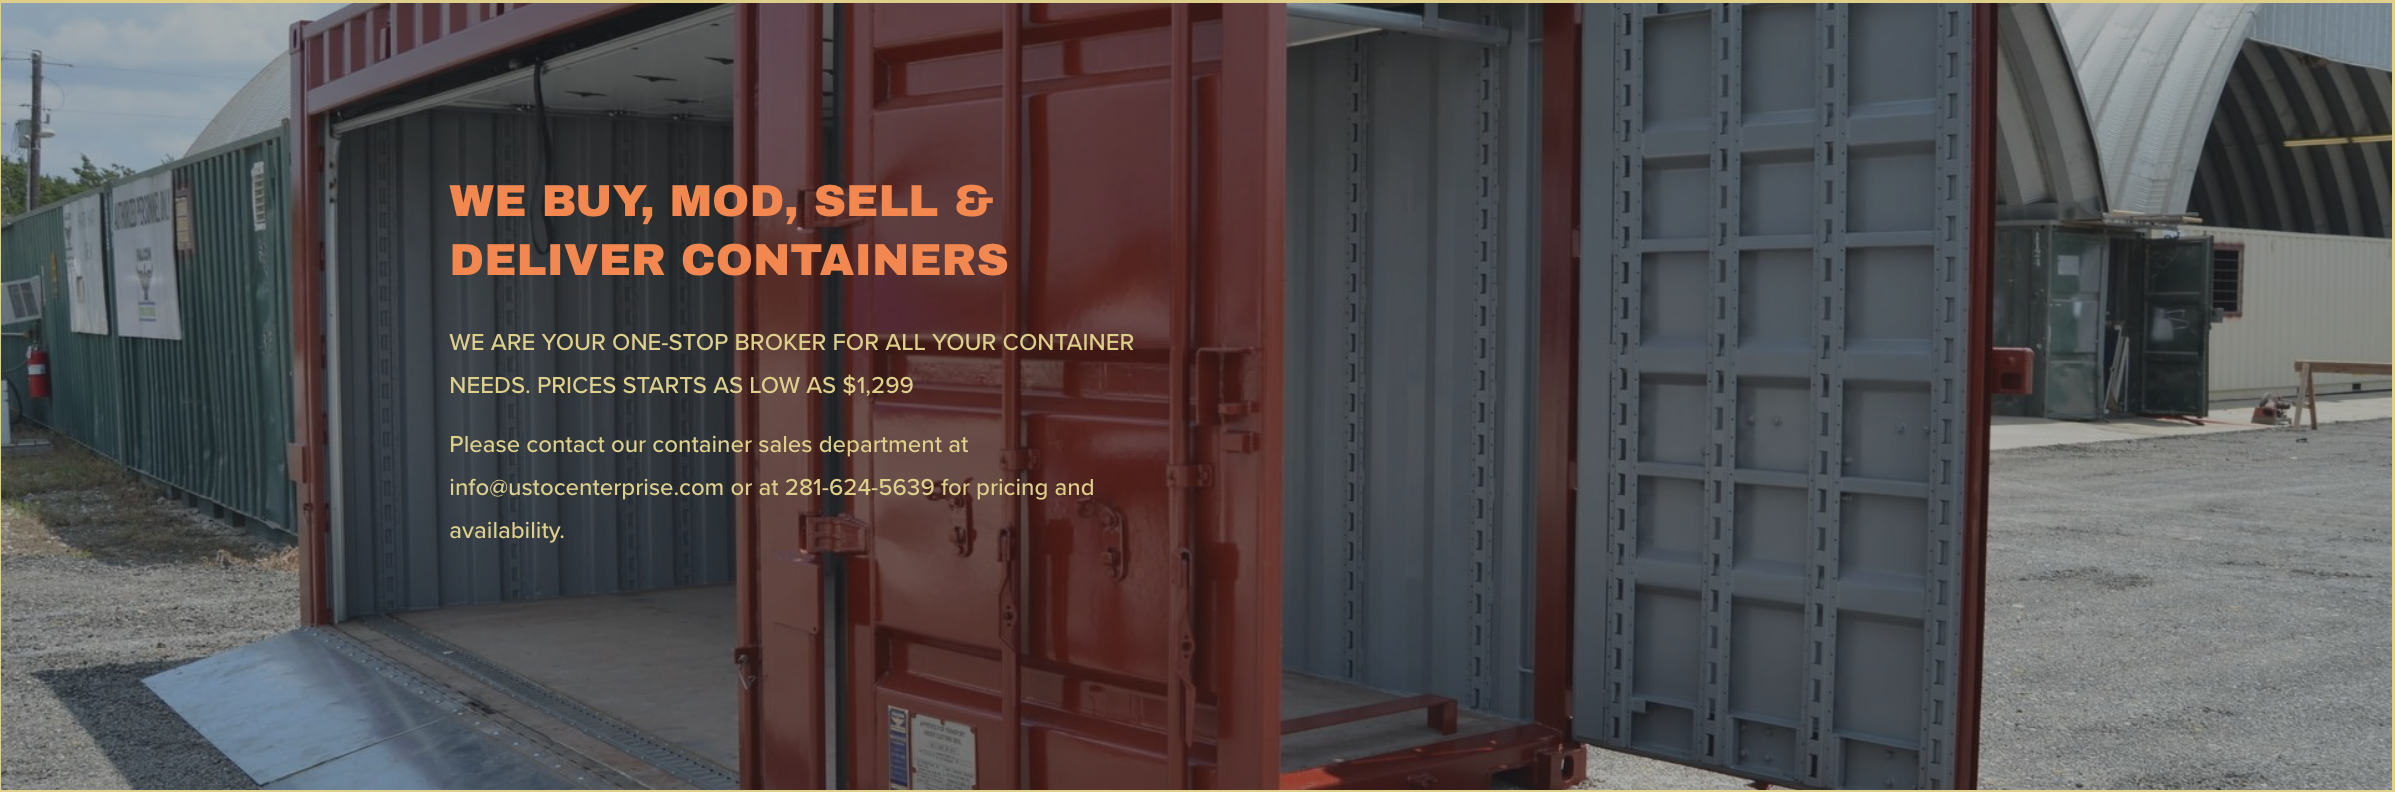 WE BUY, MOD, SELL &
DELIVER CONTAINERS
WE ARE YOUR ONE-STOP BROKER FOR ALL YOUR CONTAINER
NEEDS. PRICES STARTS AS LOW AS $1,299
Please contact our container sales department at
info@ustocenterprise.com or at 281-624-5639 for pricing and
availability.